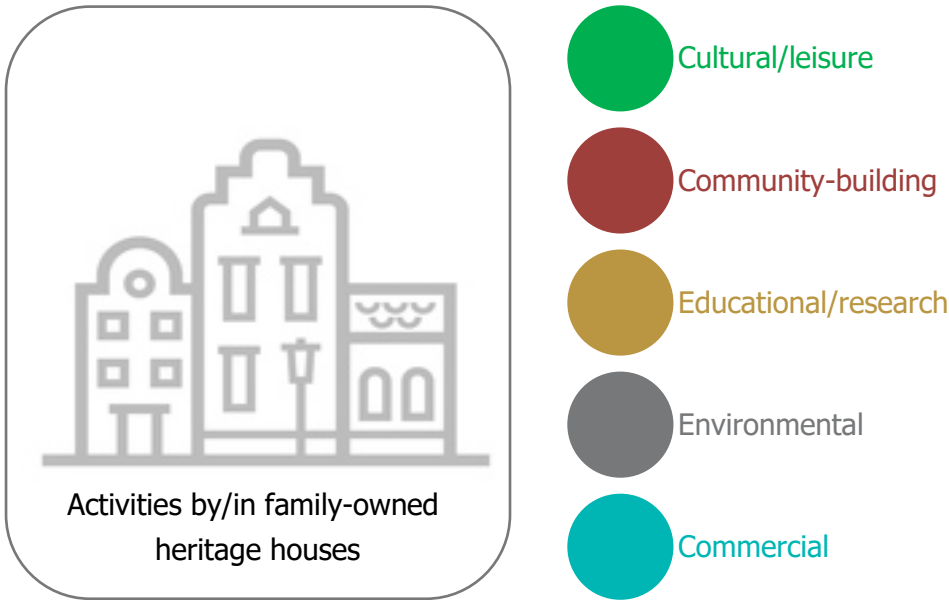 Activities by/in family-owned
heritage houses
Cultural/leisure
Community-building
Educational/research
Environmental
Commercial